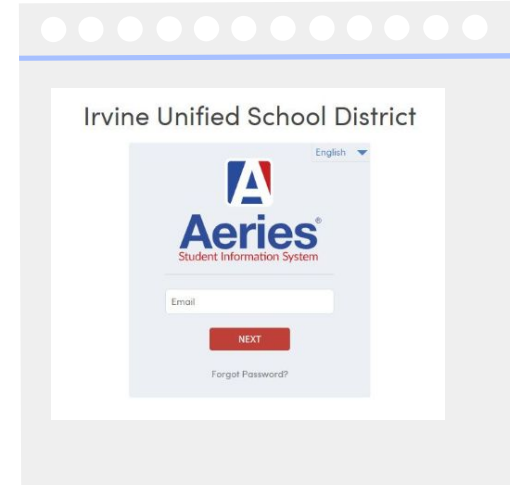 Irvine Unified School District
English
A
Aeries®
Student Information System
Email
NEXT
Forgot Password?